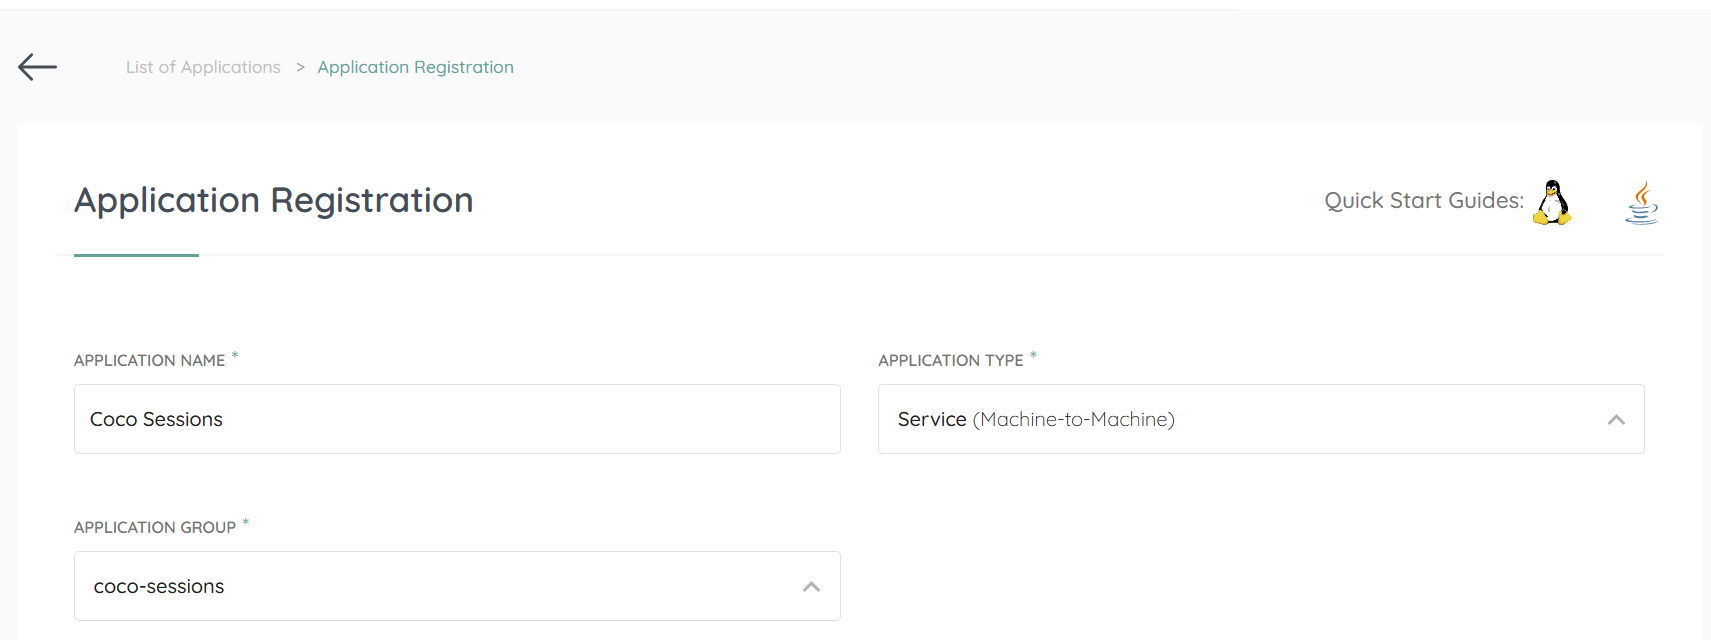 List of Applications > Application Registration
Application Registration
Quick Start Guides:
APPLICATION NAME *
APPLICATION TYPE *
Coco Sessions
Service (Machine-to-Machine)
APPLICATION GROUP *
coco-sessions